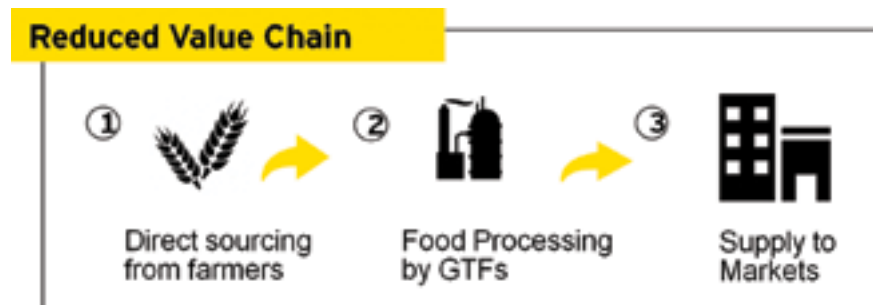 Reduced Value Chain
①
②
③
Direct sourcing
from farmers
Food Processing
by GTFs
Supply to
Markets